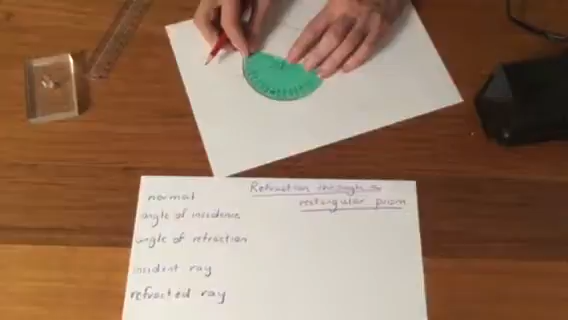 Refraction through a
rectangular prism
normal
angle of incidence
angle of refraction
incident ray
refracted ray